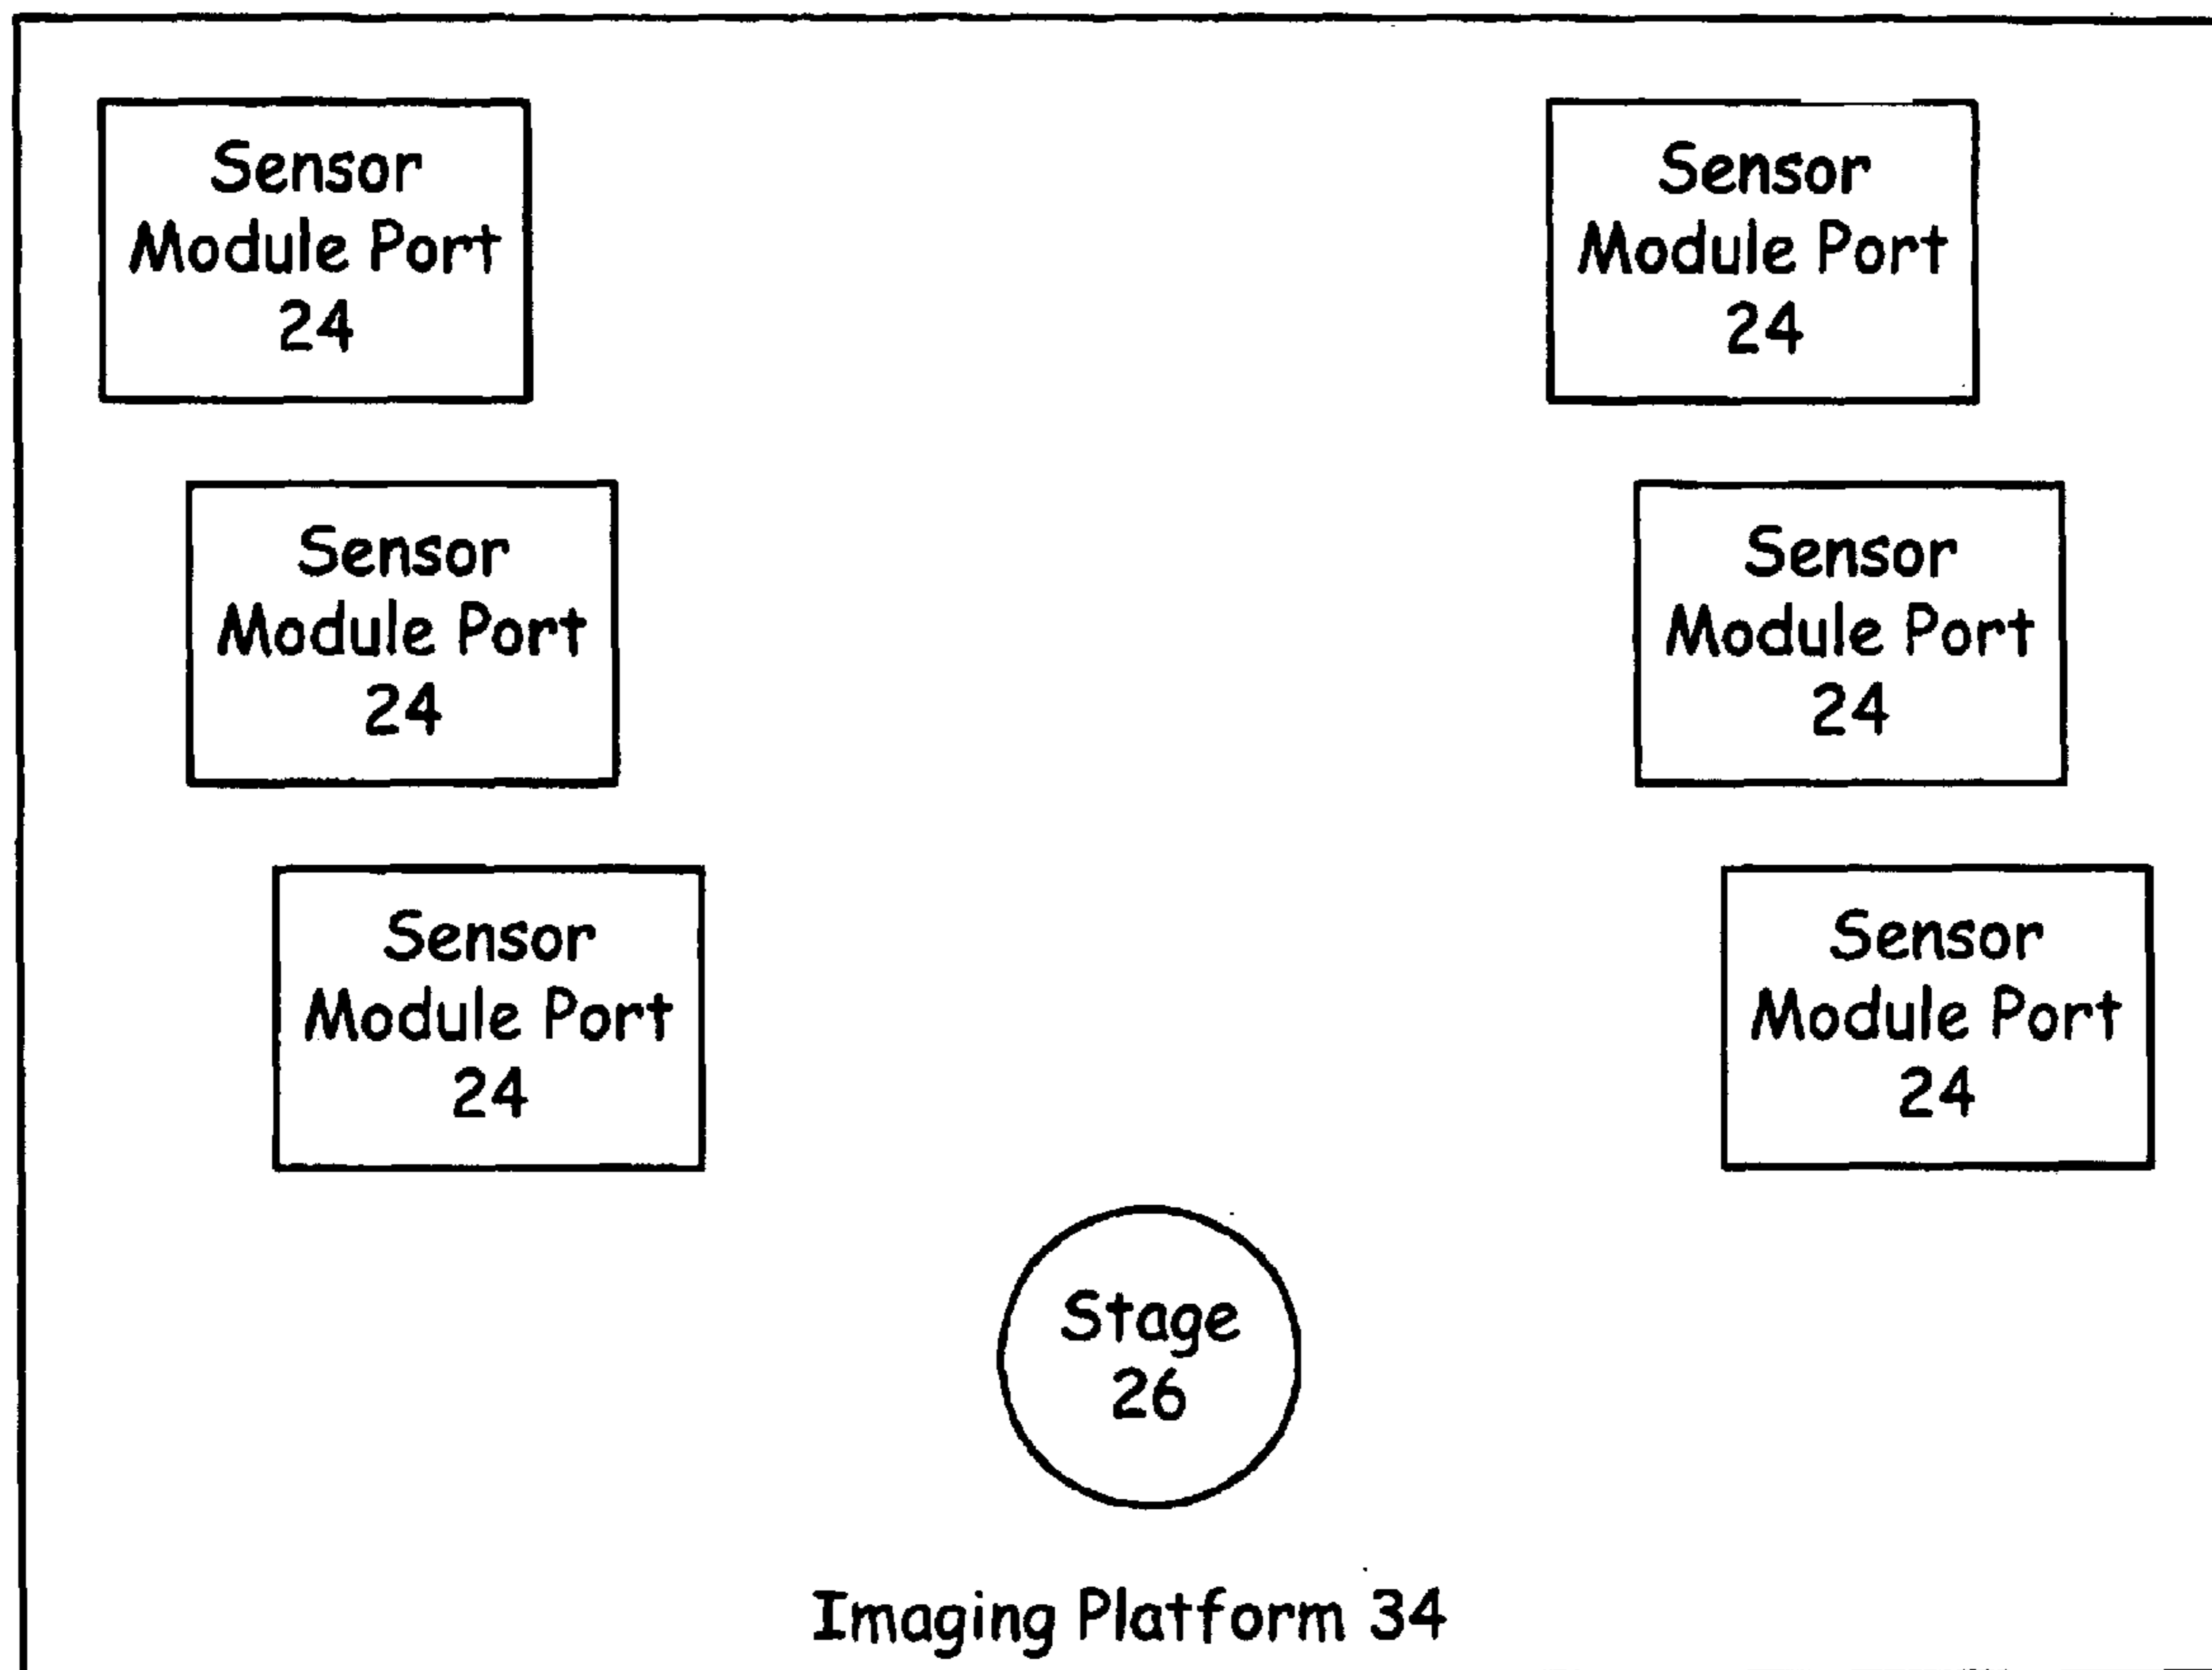 Sensor
Module Port
24
Sensor
Module Port
24
Sensor
Module Port
24
Sensor
Module Port
24
Sensor
Module Port
24
Sensor
Module Port
24
Stage
26
Imaging Platform 34